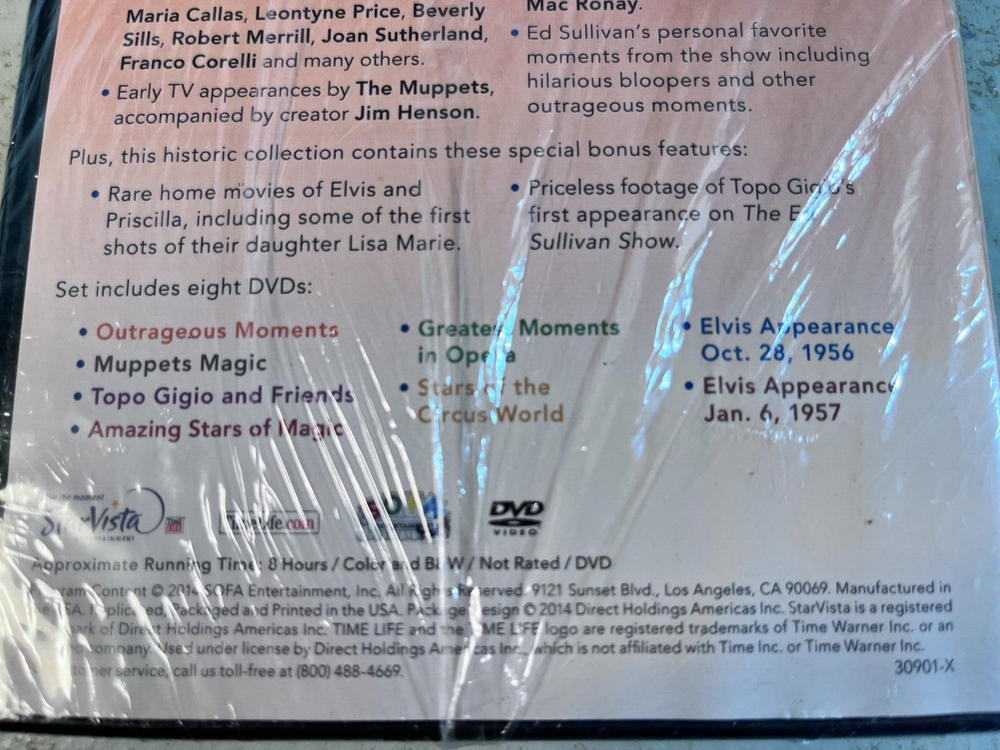 Maria Callas, Leontyne Price, Beverly
Sills, Robert Merrill, Joan Sutherland,
Franco Corelli and many others.
• Early TV appearances by The Muppets,
accompanied by creator Jim Henson.
Mac Ronay.
• Ed Sullivan's personal favorite
moments from the show including
hilarious bloopers and other
outrageous moments.
Plus, this historic collection contains these special bonus features:
• Rare home movies of Elvis and
Priscilla, including some of the first
shots of their daughter Lisa Marie.
• Priceless footage of Topo Gigio's
first appearance on The Ed
Sullivan Show.
Set includes eight DVDs:
• Outrageous Moments
• Muppets Magic
• Topo Gigio and Friends
• Amazing Stars of Magic
• Greatest Moments
in Opera
• Stars of the
Circus World
• Elvis Appearance
Oct. 28, 1956
• Elvis Appearance
Jan. 6, 1957
StarVista
TimeLife.com
SOFA
DVD
VIDEO
Approximate Running Time: 8 Hours / Color and B&W / Not Rated / DVD
Program Content © 2014 SOFA Entertainment, Inc. All Rights Reserved. 9121 Sunset Blvd., Los Angeles, CA 90069. Manufactured in
the USA. Replicated, Packaged and Printed in the USA. Package Design © 2014 Direct Holdings Americas Inc. StarVista is a registered
mark of Direct Holdings Americas Inc. TIME LIFE and the TIME LIFE logo are registered trademarks of Time Warner Inc. or an
company. Used under license by Direct Holdings Americas Inc., which is not affiliated with Time Inc. or Time Warner Inc.
customer service, call us toll-free at (800) 488-4669.
30901-X